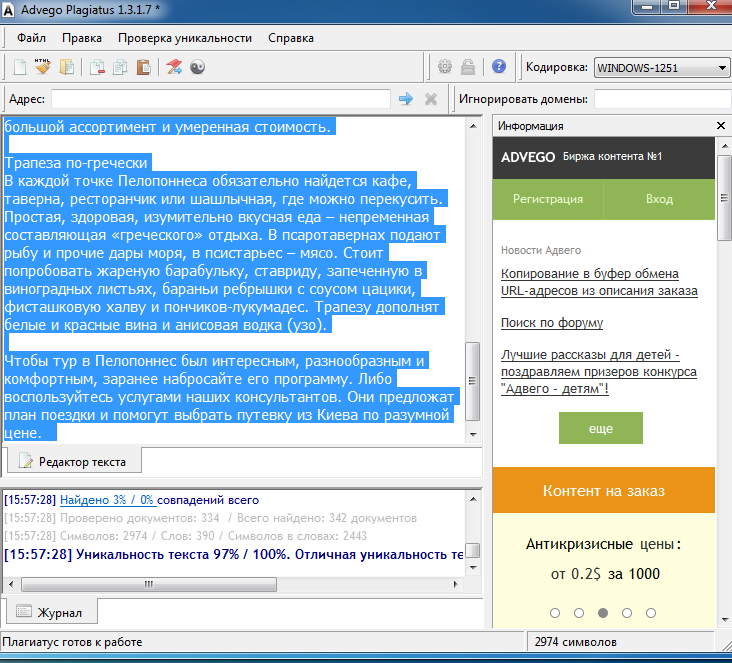 Advego Plagiatus 1.3.1.7 *
Файл Правка Проверка уникальности Справка
HTML
Кодировка: WINDOWS-1251
Адрес:
Игнорировать домены:
большой ассортимент и умеренная стоимость.
Трапеза по-гречески
В каждой точке Пелопоннеса обязательно найдется кафе,
таверна, ресторанчик или шашлычная, где можно перекусить.
Простая, здоровая, изумительно вкусная еда – непременная
составляющая «греческого» отдыха. В псаротавернах подают
рыбу и прочие дары моря, в псистарьес – мясо. Стоит
попробовать жареную барабульку, ставриду, запеченную в
виноградных листьях, бараньи ребрышки с соусом цацики,
фисташковую халву и пончиков-лукумадес. Трапезу дополнят
белые и красные вина и анисовая водка (узо).
Чтобы тур в Пелопоннес был интересным, разнообразным и
комфортным, заранее набросайте его программу. Либо
воспользуйтесь услугами наших консультантов. Они предложат
план поездки и помогут выбрать путевку из Киева по разумной
цене.
Редактор текста
[15:57:28] Найдено 3% / 0% совпадений всего
[15:57:28] Проверено документов: 334 / Всего найдено: 342 документов
[15:57:28] Символов: 2974 / Слов: 390 / Символов в словах: 2443
[15:57:28] Уникальность текста 97% / 100%. Отличная уникальность те
Журнал
Плагиатус готов к работе
2974 символов
Информация
ADVEGO Биржа контента №1
Регистрация Вход
Новости Адвего
Копирование в буфер обмена
URL-адресов из описания заказа
Поиск по форуму
Лучшие рассказы для детей -
поздравляем призеров конкурса
"Адвего - детям"!
еще
Контент на заказ
Антикризисные цены:
от 0.2$ за 1000